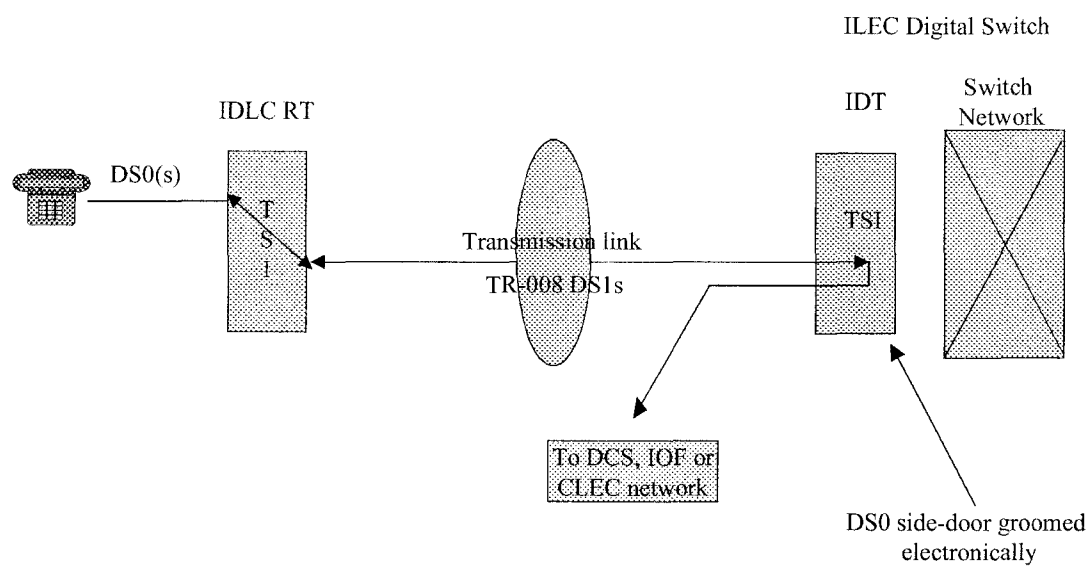 ILEC Digital Switch
IDLC RT
IDT
Switch
Network
DS0(s)
T
S
I
TSI
Transmission link
TR-008 DS1s
To DCS, IOF or
CLEC network
DS0 side-door groomed
electronically